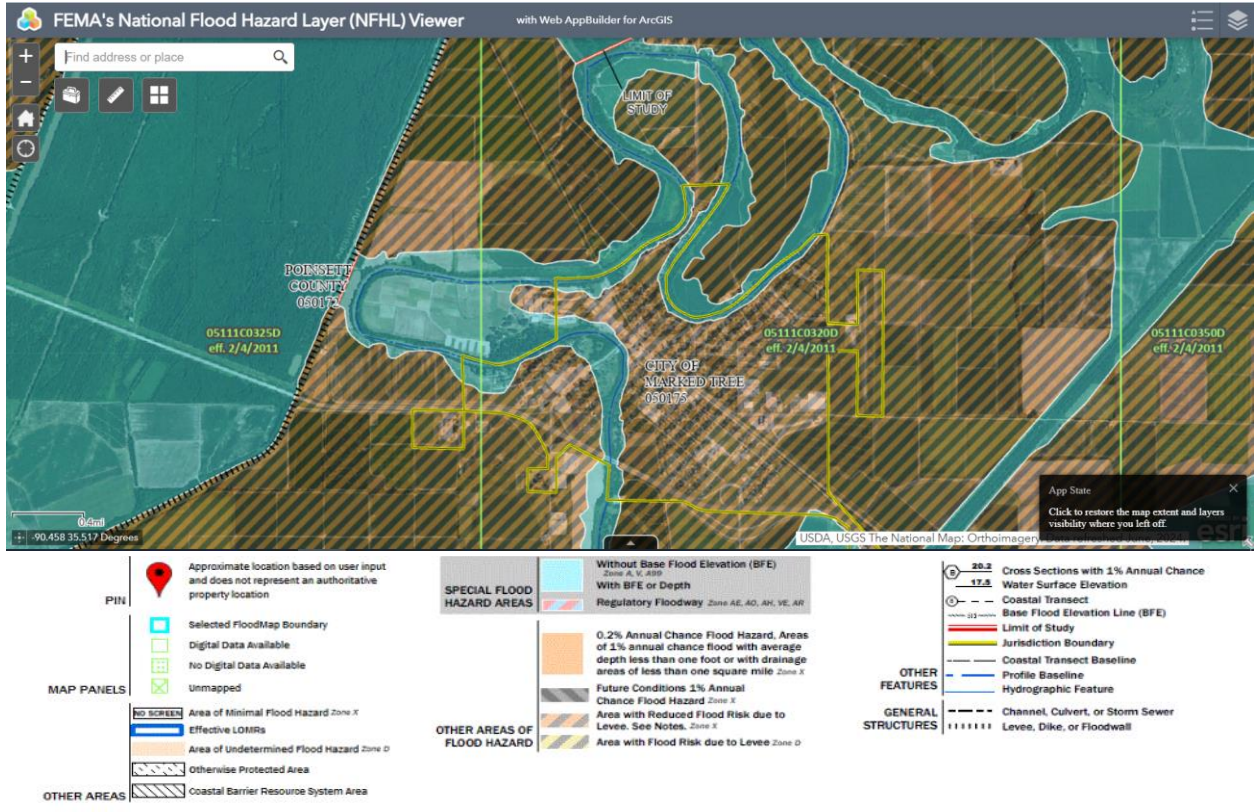 FEMA's National Flood Hazard Layer (NFHL) Viewer
with Web AppBuilder for ArcGIS
Find address or place
LIMIT OF
STUDY
POINSETT
COUNTY
050172
05111C0325D
eff. 2/4/2011
05111C0320D
eff. 2/4/2011
05111C0350D
eff. 2/4/2011
CITY OF
MARKED TREE
050175
App State
Click to restore the map extent and layers
visibility where you left off.
0.4mi
-90.458 35.517 Degrees
USDA, USGS The National Map: Orthoimagery. Data refreshed June, 2024.
esri
PIN
Approximate location based on user input
and does not represent an authoritative
property location
MAP PANELS
Selected FloodMap Boundary
Digital Data Available
No Digital Data Available
Unmapped
OTHER AREAS
NO SCREEN Area of Minimal Flood Hazard Zone X
Effective LOMRs
Area of Undetermined Flood Hazard Zone D
Otherwise Protected Area
Coastal Barrier Resource System Area
SPECIAL FLOOD
HAZARD AREAS
Without Base Flood Elevation (BFE)
Zone A, V, A99
With BFE or Depth
Regulatory Floodway Zone AE, AO, AH, VE, AR
OTHER AREAS OF
FLOOD HAZARD
0.2% Annual Chance Flood Hazard, Areas
of 1% annual chance flood with average
depth less than one foot or with drainage
areas of less than one square mile Zone X
Future Conditions 1% Annual
Chance Flood Hazard Zone X
Area with Reduced Flood Risk due to
Levee. See Notes. Zone X
Area with Flood Risk due to Levee Zone D
OTHER
FEATURES
B 20.2 Cross Sections with 1% Annual Chance
17.5 Water Surface Elevation
8 Coastal Transect
513 Base Flood Elevation Line (BFE)
Limit of Study
Jurisdiction Boundary
Coastal Transect Baseline
Profile Baseline
Hydrographic Feature
GENERAL
STRUCTURES
Channel, Culvert, or Storm Sewer
Levee, Dike, or Floodwall